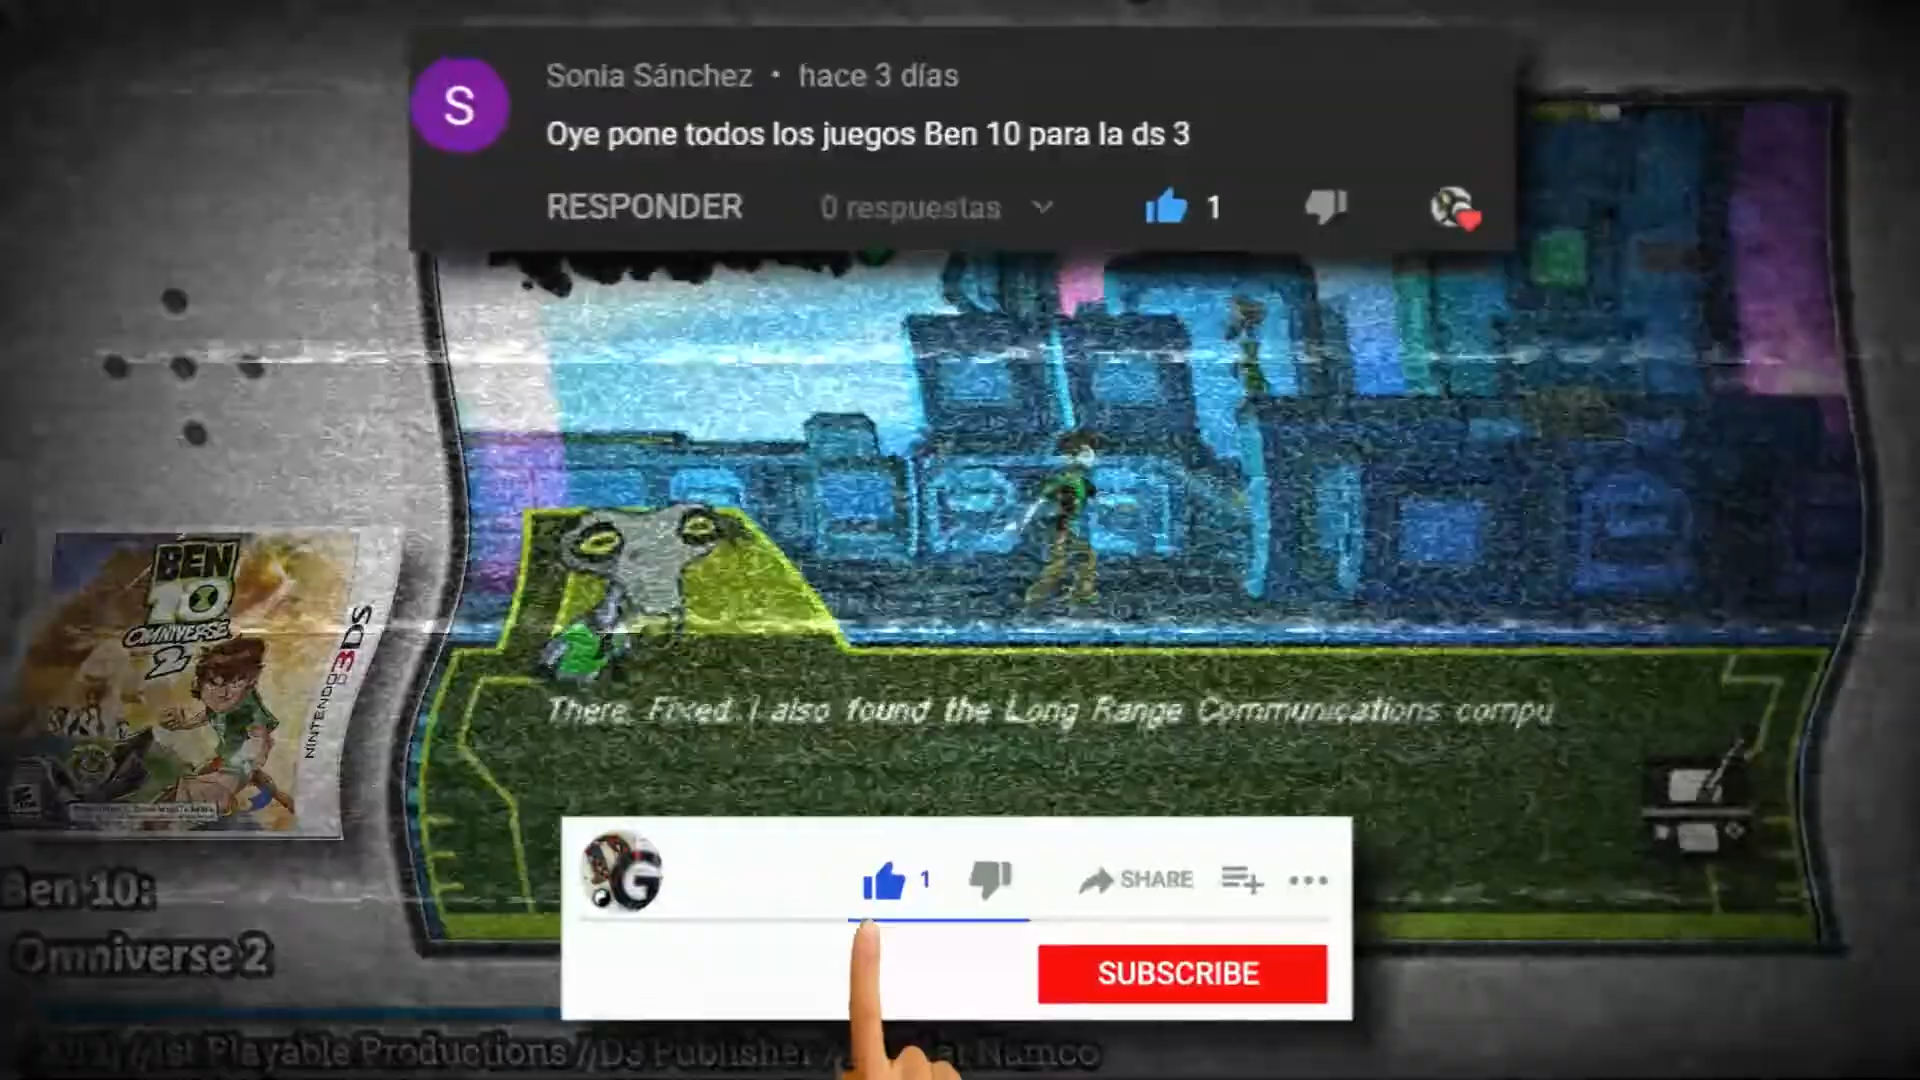 S
Sonia Sánchez • hace 3 días
Oye pone todos los juegos Ben 10 para la ds 3
RESPONDER
0 respuestas
1
BEN
10
OMNIVERSE
2
NINTENDO 3DS
There. Fixed. I also found the Long Range Communications compu
G
1
SHARE
SUBSCRIBE
Ben 10:
Omniverse 2
1st Playable Productions // D3 Publisher /
Namco